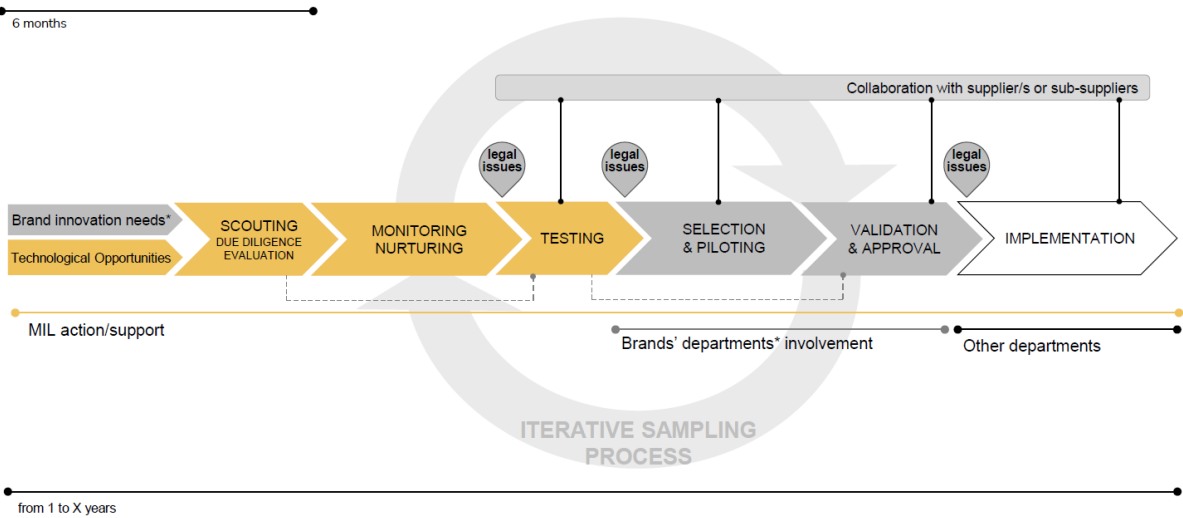 6 months
Collaboration with supplier/s or sub-suppliers
legal
issues
legal
issues
legal
issues
Brand innovation needs*
Technological Opportunities
SCOUTING
DUE DILIGENCE
EVALUATION
MONITORING
NURTURING
TESTING
SELECTION
& PILOTING
VALIDATION
& APPROVAL
IMPLEMENTATION
MIL action/support
Brands’ departments* involvement
Other departments
ITERATIVE SAMPLING
PROCESS
from 1 to X years